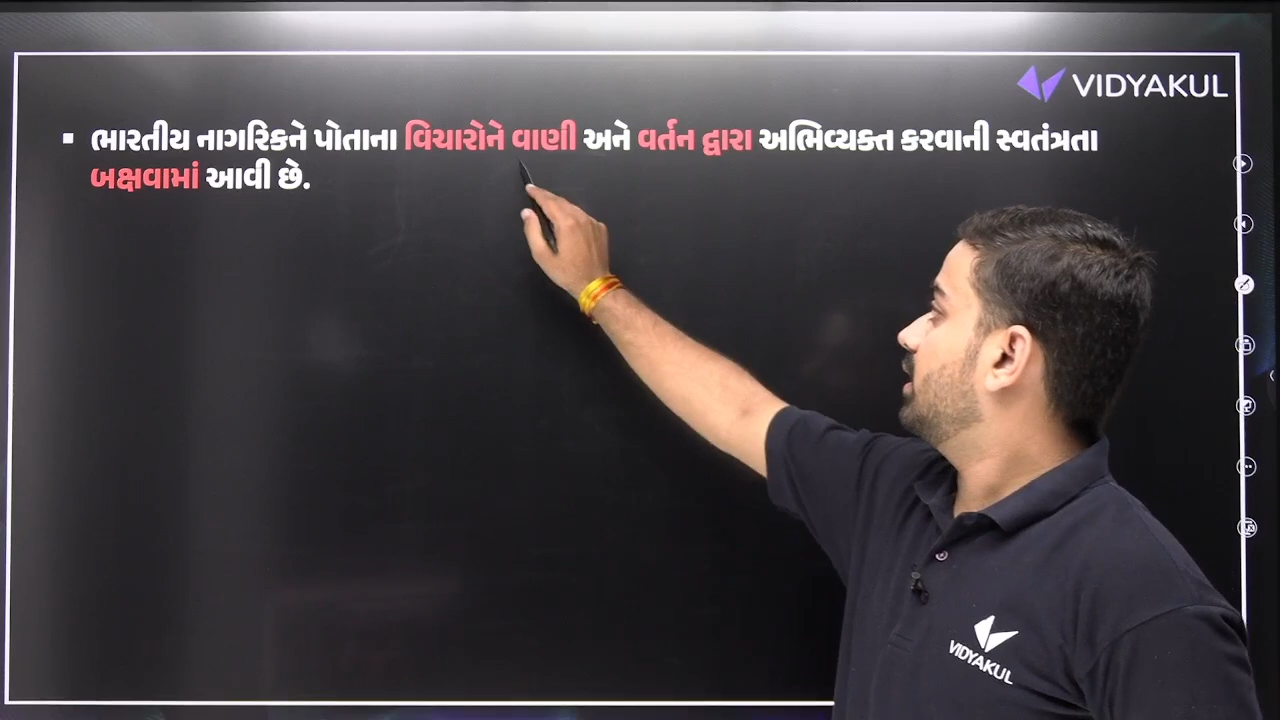 VIDYAKUL
▪ ભારતીય નાગરિકને પોતાના વિચારોને વાણી અને વર્તન દ્વારા અભિવ્યક્ત કરવાની સ્વતંત્રતા
બક્ષવામાં આવી છે.
VIDYAKUL